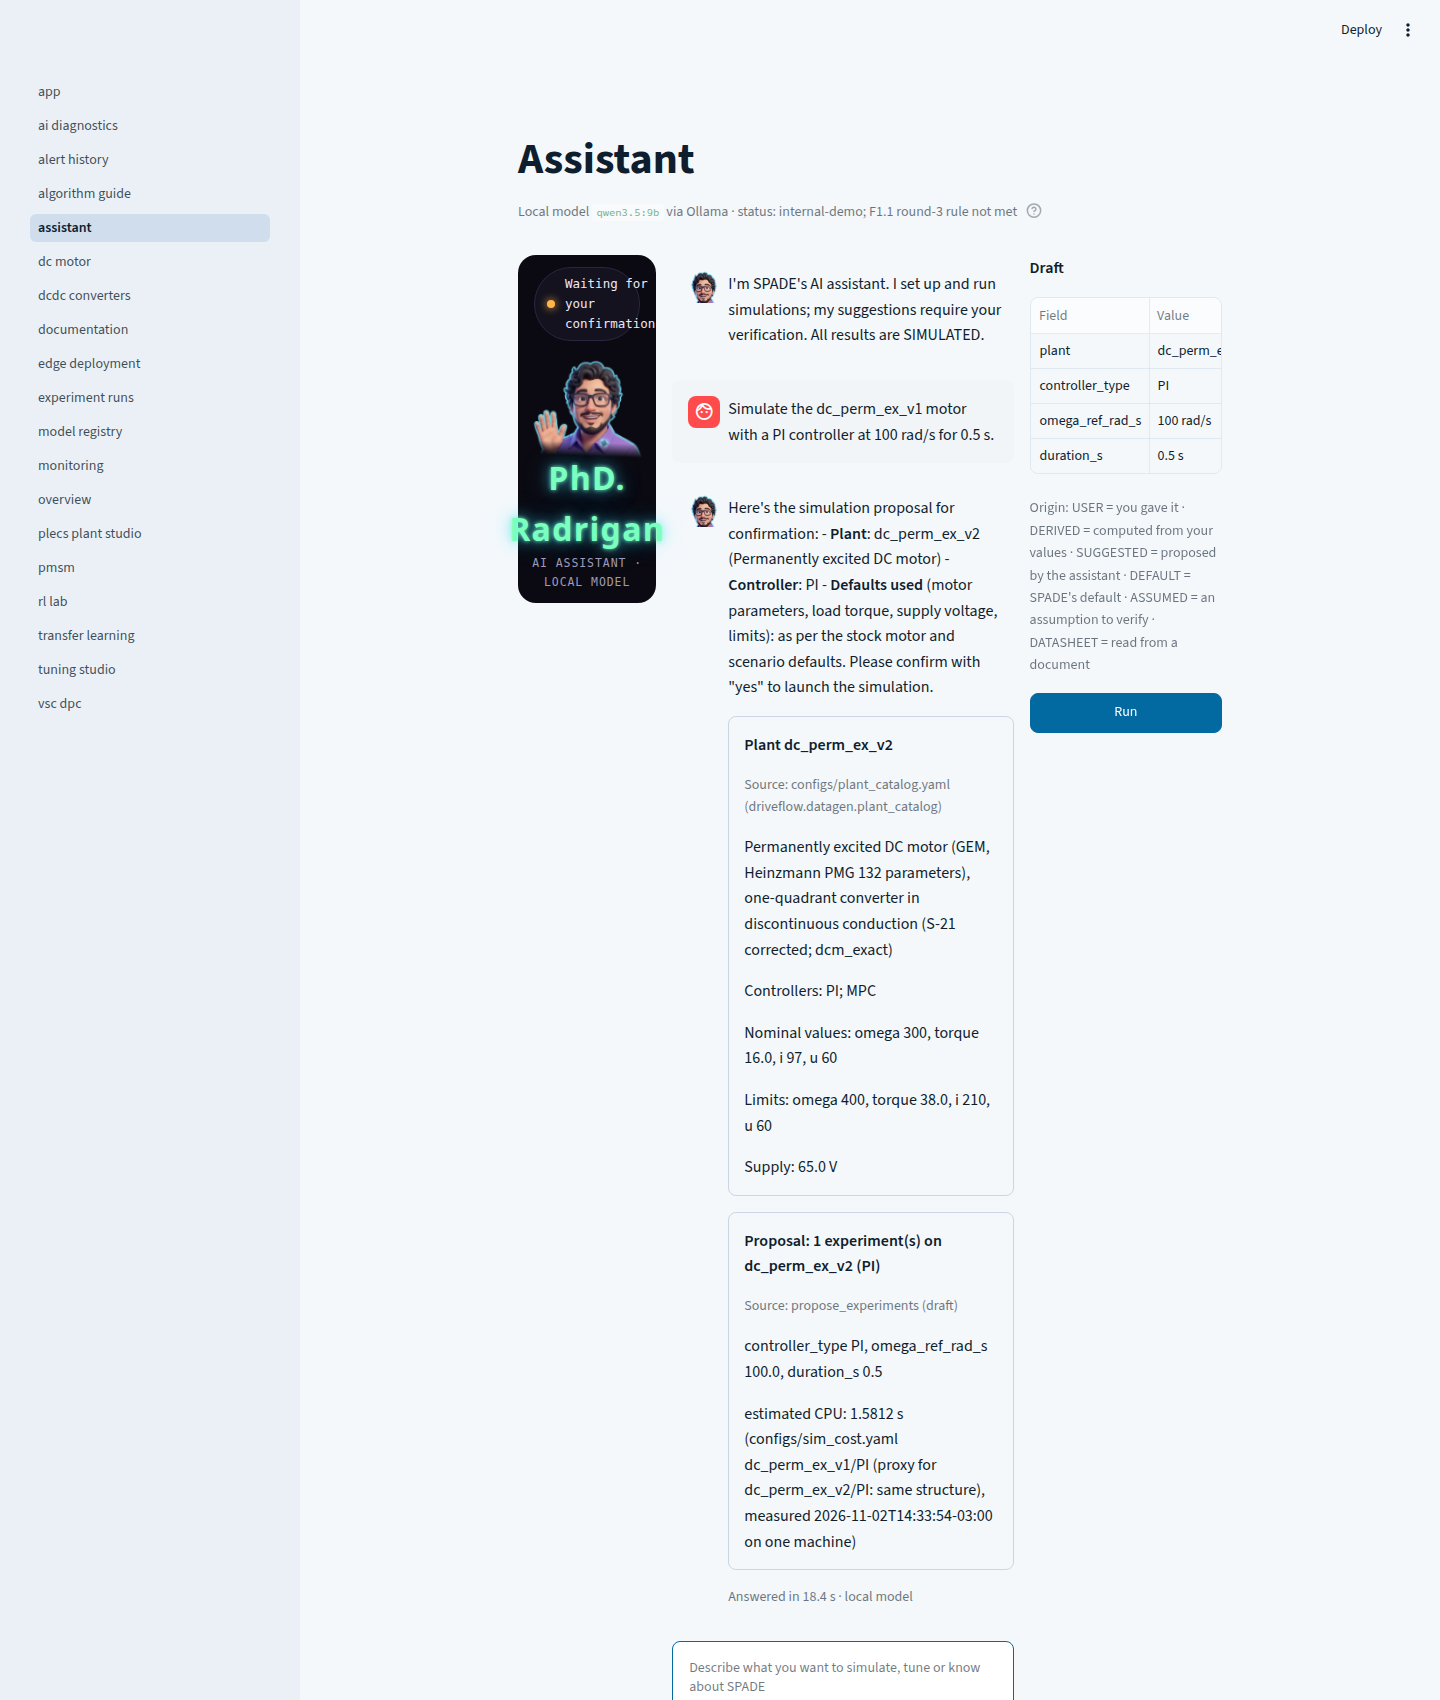 Deploy
app
ai diagnostics
alert history
algorithm guide
assistant
dc motor
dcdc converters
documentation
edge deployment
experiment runs
model registry
monitoring
overview
plecs plant studio
pmsm
rl lab
transfer learning
tuning studio
vsc dpc
Assistant
Local model qwen3.5:9b via Ollama · status: internal-demo; F1.1 round-3 rule not met
Waiting for
your
confirmation
PhD.
Radrigan
AI ASSISTANT ·
LOCAL MODEL
I'm SPADE's AI assistant. I set up and run
simulations; my suggestions require your
verification. All results are SIMULATED.
Simulate the dc_perm_ex_v1 motor
with a PI controller at 100 rad/s for 0.5 s.
Here's the simulation proposal for
confirmation: - Plant: dc_perm_ex_v2
(Permanently excited DC motor) -
Controller: PI - Defaults used (motor
parameters, load torque, supply voltage,
limits): as per the stock motor and
scenario defaults. Please confirm with
"yes" to launch the simulation.
Plant dc_perm_ex_v2
Source: configs/plant_catalog.yaml
(driveflow.datagen.plant_catalog)
Permanently excited DC motor (GEM,
Heinzmann PMG 132 parameters),
one-quadrant converter in
discontinuous conduction (S-21
corrected; dcm_exact)
Controllers: PI; MPC
Nominal values: omega 300, torque
16.0, i 97, u 60
Limits: omega 400, torque 38.0, i 210,
u 60
Supply: 65.0 V
Proposal: 1 experiment(s) on
dc_perm_ex_v2 (PI)
Source: propose_experiments (draft)
controller_type PI, omega_ref_rad_s
100.0, duration_s 0.5
estimated CPU: 1.5812 s
(configs/sim_cost.yaml
dc_perm_ex_v1/PI (proxy for
dc_perm_ex_v2/PI: same structure),
measured 2026-11-02T14:33:54-03:00
on one machine)
Answered in 18.4 s · local model
Describe what you want to simulate, tune or know
about SPADE
Draft
Field Value
plant dc_perm_e
controller_type PI
omega_ref_rad_s 100 rad/s
duration_s 0.5 s
Origin: USER = you gave it ·
DERIVED = computed from your
values · SUGGESTED = proposed
by the assistant · DEFAULT =
SPADE's default · ASSUMED = an
assumption to verify ·
DATASHEET = read from a
document
Run